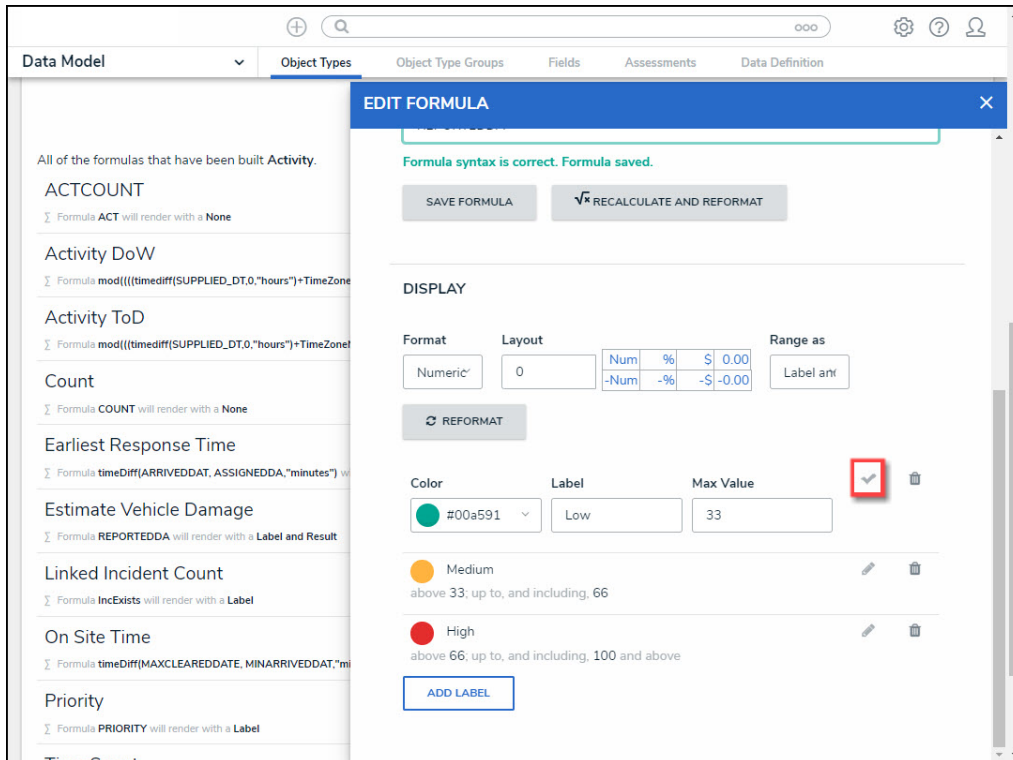 ooo
Data Model
Object Types
Object Type Groups
Fields
Assessments
Data Definition
EDIT FORMULA
Formula syntax is correct. Formula saved.
SAVE FORMULA
√x RECALCULATE AND REFORMAT
All of the formulas that have been built Activity.
ACTCOUNT
∑ Formula ACT will render with a None
Activity DoW
∑ Formula mod((((timediff(SUPPLIED_DT,0,"hours")+TimeZone
Activity ToD
∑ Formula mod(((timediff(SUPPLIED_DT,0,"hours")+TimeZone
Count
∑ Formula COUNT will render with a None
Earliest Response Time
∑ Formula timeDiff(ARRIVEDDAT, ASSIGNEDDA,"minutes") w
Estimate Vehicle Damage
∑ Formula REPORTEDDA will render with a Label and Result
Linked Incident Count
∑ Formula IncExists will render with a Label
On Site Time
∑ Formula timeDiff(MAXCLEAREDDATE, MINARRIVEDDAT,"mi
Priority
∑ Formula PRIORITY will render with a Label
DISPLAY
Format
Layout
Range as
Numeric
0
Num % $ 0.00
-Num -% -$ -0.00
Label and
REFORMAT
Color
Label
Max Value
#00a591
Low
33
Medium
above 33; up to, and including, 66
High
above 66; up to, and including, 100 and above
ADD LABEL